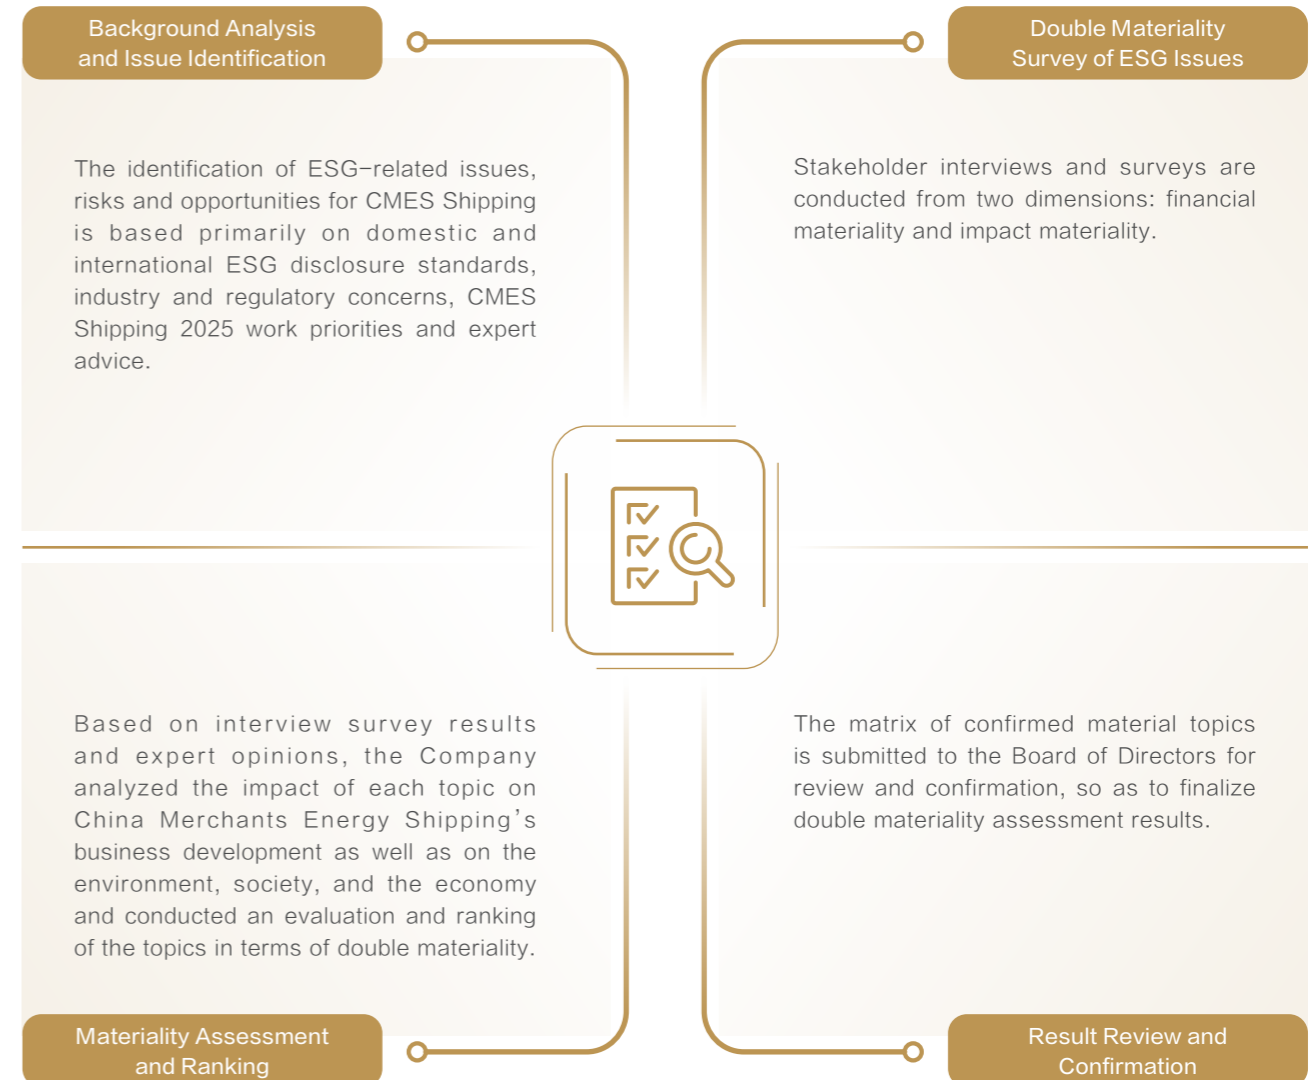 Background Analysis
and Issue Identification
The identification of ESG-related issues,
risks and opportunities for CMES Shipping
is based primarily on domestic and
international ESG disclosure standards,
industry and regulatory concerns, CMES
Shipping 2025 work priorities and expert
advice.
Double Materiality
Survey of ESG Issues
Stakeholder interviews and surveys are
conducted from two dimensions: financial
materiality and impact materiality.
Based on interview survey results
and expert opinions, the Company
analyzed the impact of each topic on
China Merchants Energy Shipping's
business development as well as on the
environment, society, and the economy
and conducted an evaluation and ranking
of the topics in terms of double materiality.
Materiality Assessment
and Ranking
The matrix of confirmed material topics
is submitted to the Board of Directors for
review and confirmation, so as to finalize
double materiality assessment results.
Result Review and
Confirmation